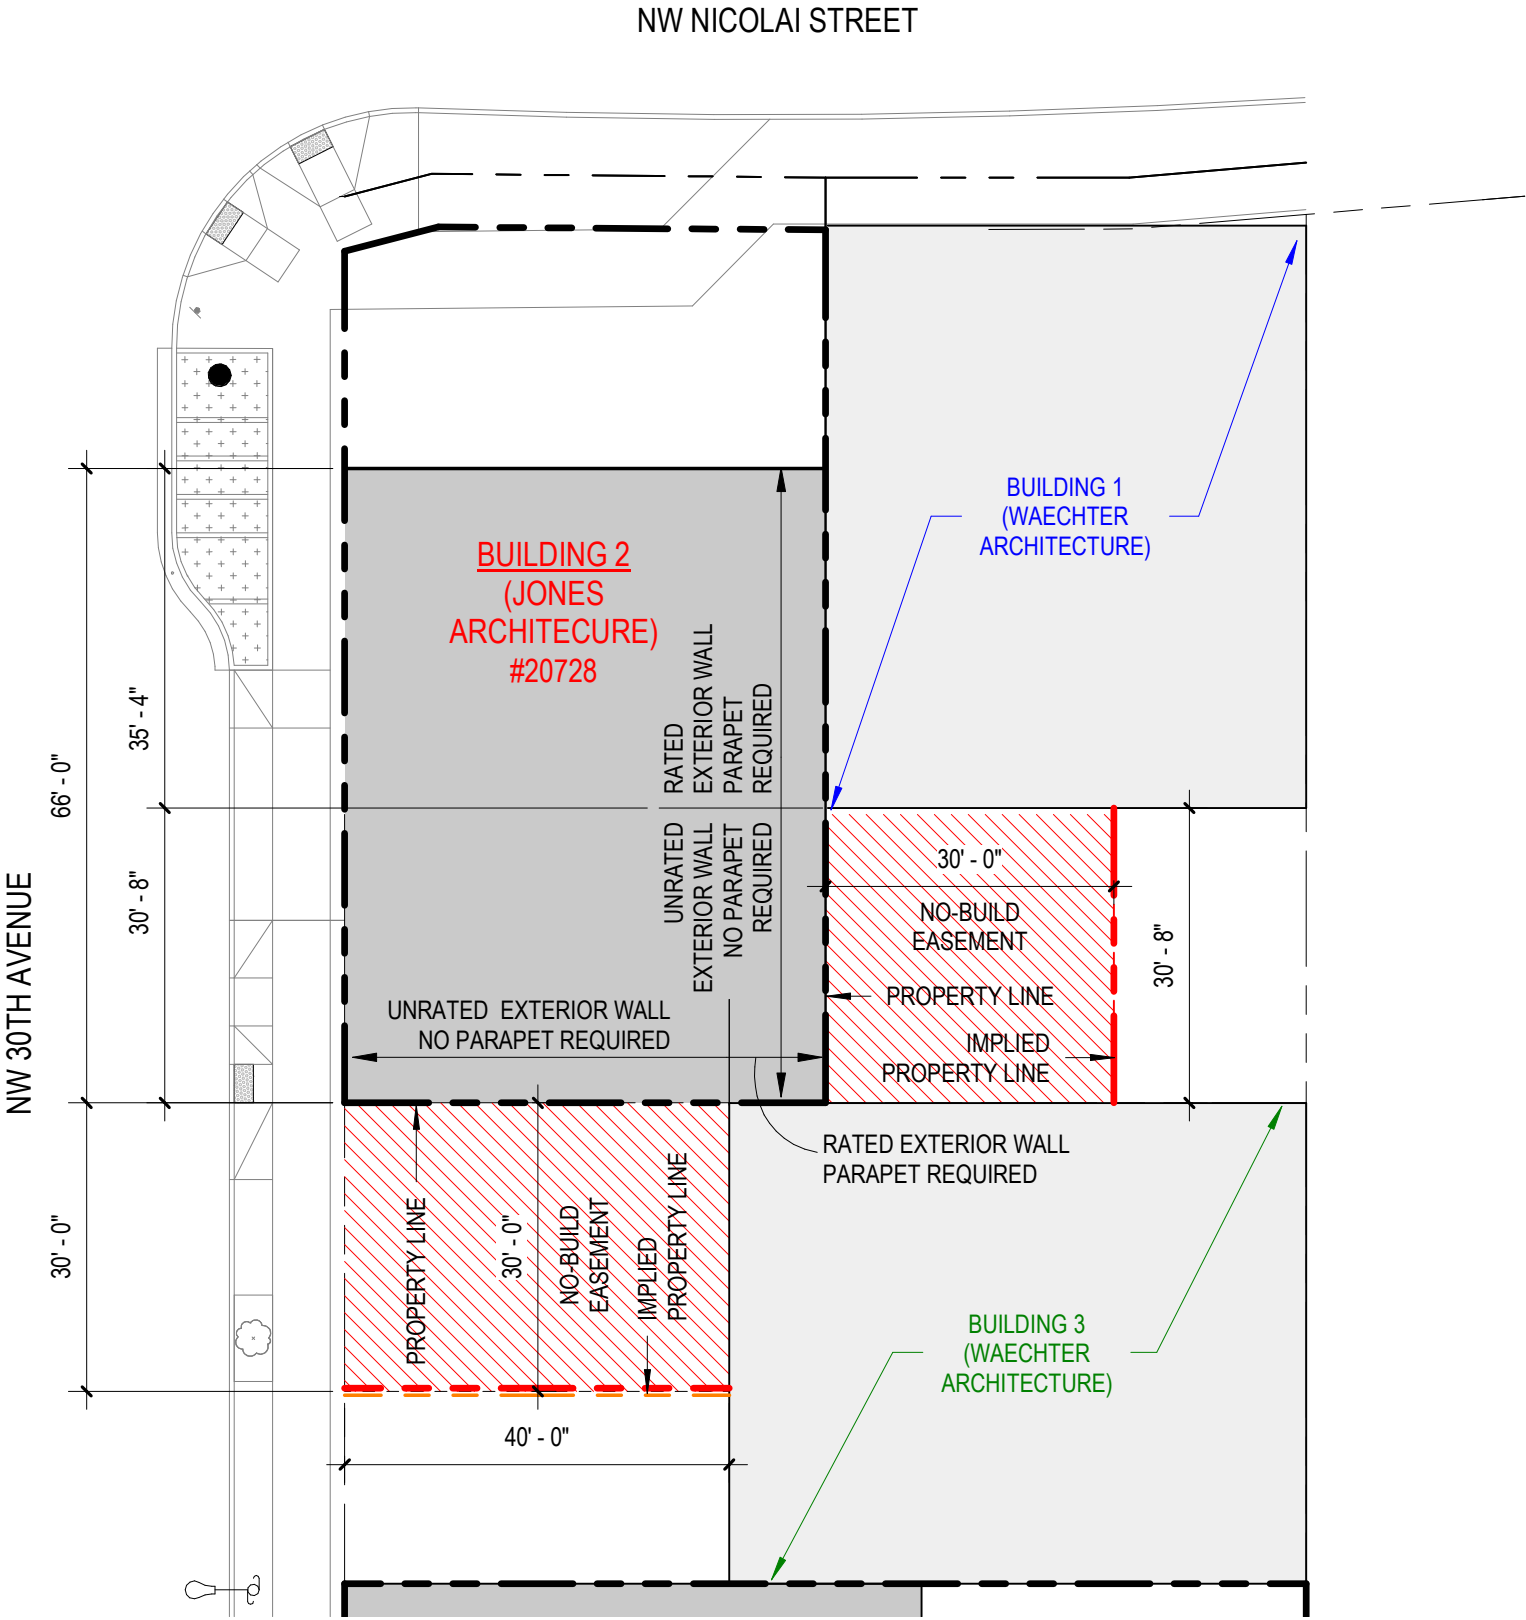 NW NICOLAI STREET
BUILDING 1
(WAECHTER
ARCHITECTURE)
BUILDING 2
(JONES
ARCHITECURE)
#20728
RATED
EXTERIOR WALL
PARAPET
REQUIRED
35' - 4"
66' - 0"
UNRATED
EXTERIOR WALL
NO PARAPET
REQUIRED
30' - 0"
NO-BUILD
EASEMENT
30' - 8"
30' - 8"
NW 30TH AVENUE
PROPERTY LINE
UNRATED EXTERIOR WALL
NO PARAPET REQUIRED
IMPLIED
PROPERTY LINE
RATED EXTERIOR WALL
PARAPET REQUIRED
30' - 0"
PROPERTY LINE
30' - 0"
NO-BUILD
EASEMENT
IMPLIED
PROPERTY LINE
BUILDING 3
(WAECHTER
ARCHITECTURE)
40' - 0"